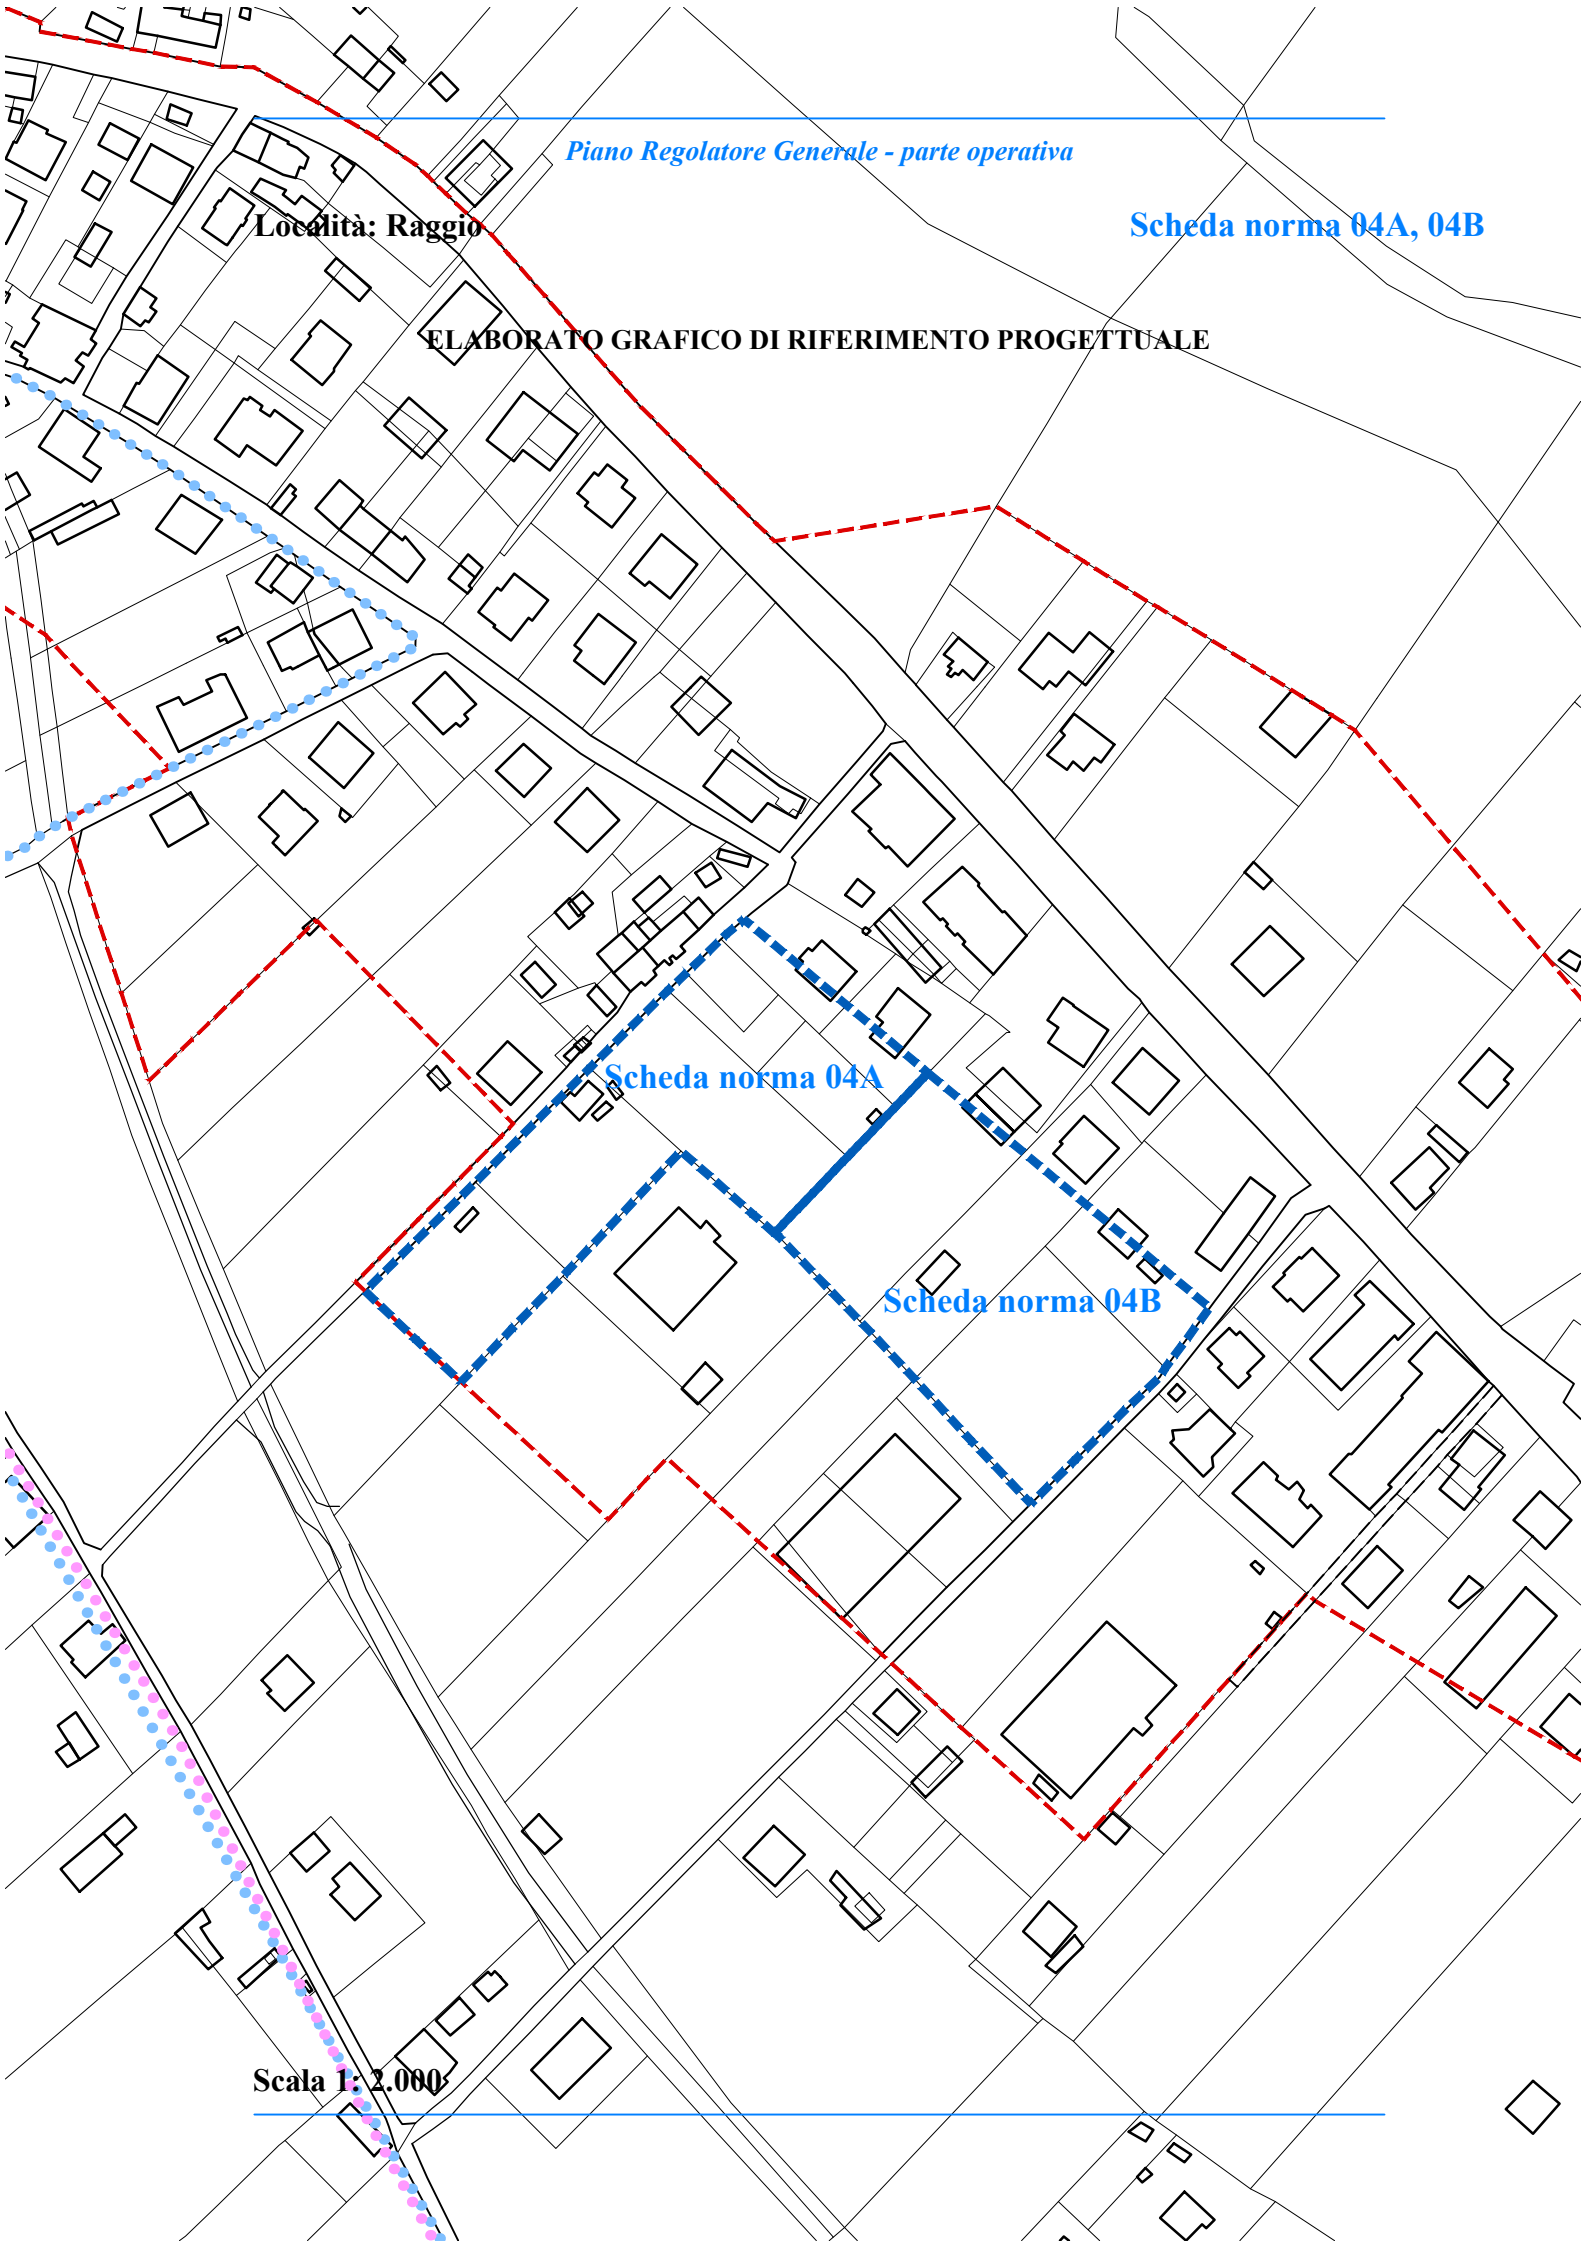 Piano Regolatore Generale - parte operativa
Località: Raggio
Scheda norma 04A, 04B
ELABORATO GRAFICO DI RIFERIMENTO PROGETTUALE
Scheda norma 04A
Scheda norma 04B
Scala 1: 2.000